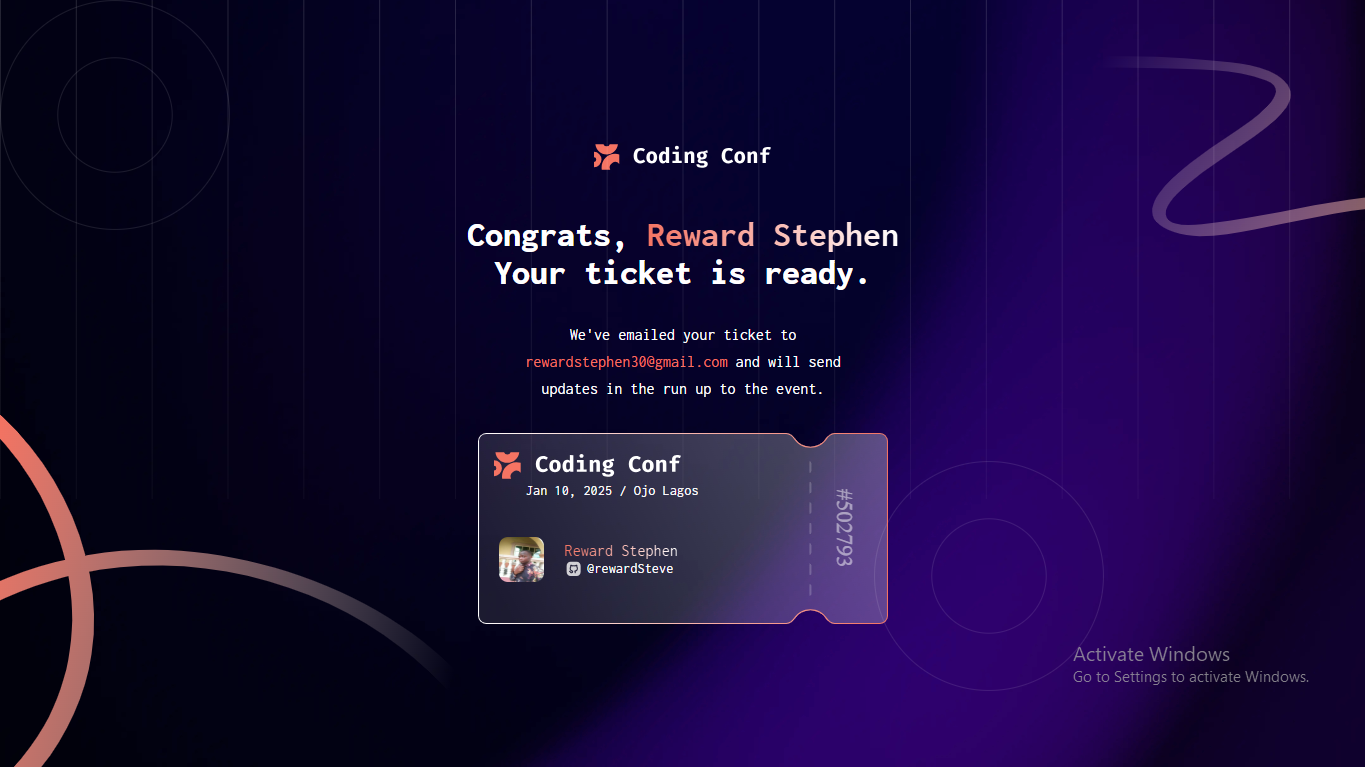 Coding Conf
Congrats, Reward Stephen
Your ticket is ready.
We've emailed your ticket to
rewardstephen30@gmail.com and will send
updates in the run up to the event.
Coding Conf
Jan 10, 2025 / Ojo Lagos
Reward Stephen
@rewardSteve
#502793
Activate Windows
Go to Settings to activate Windows.